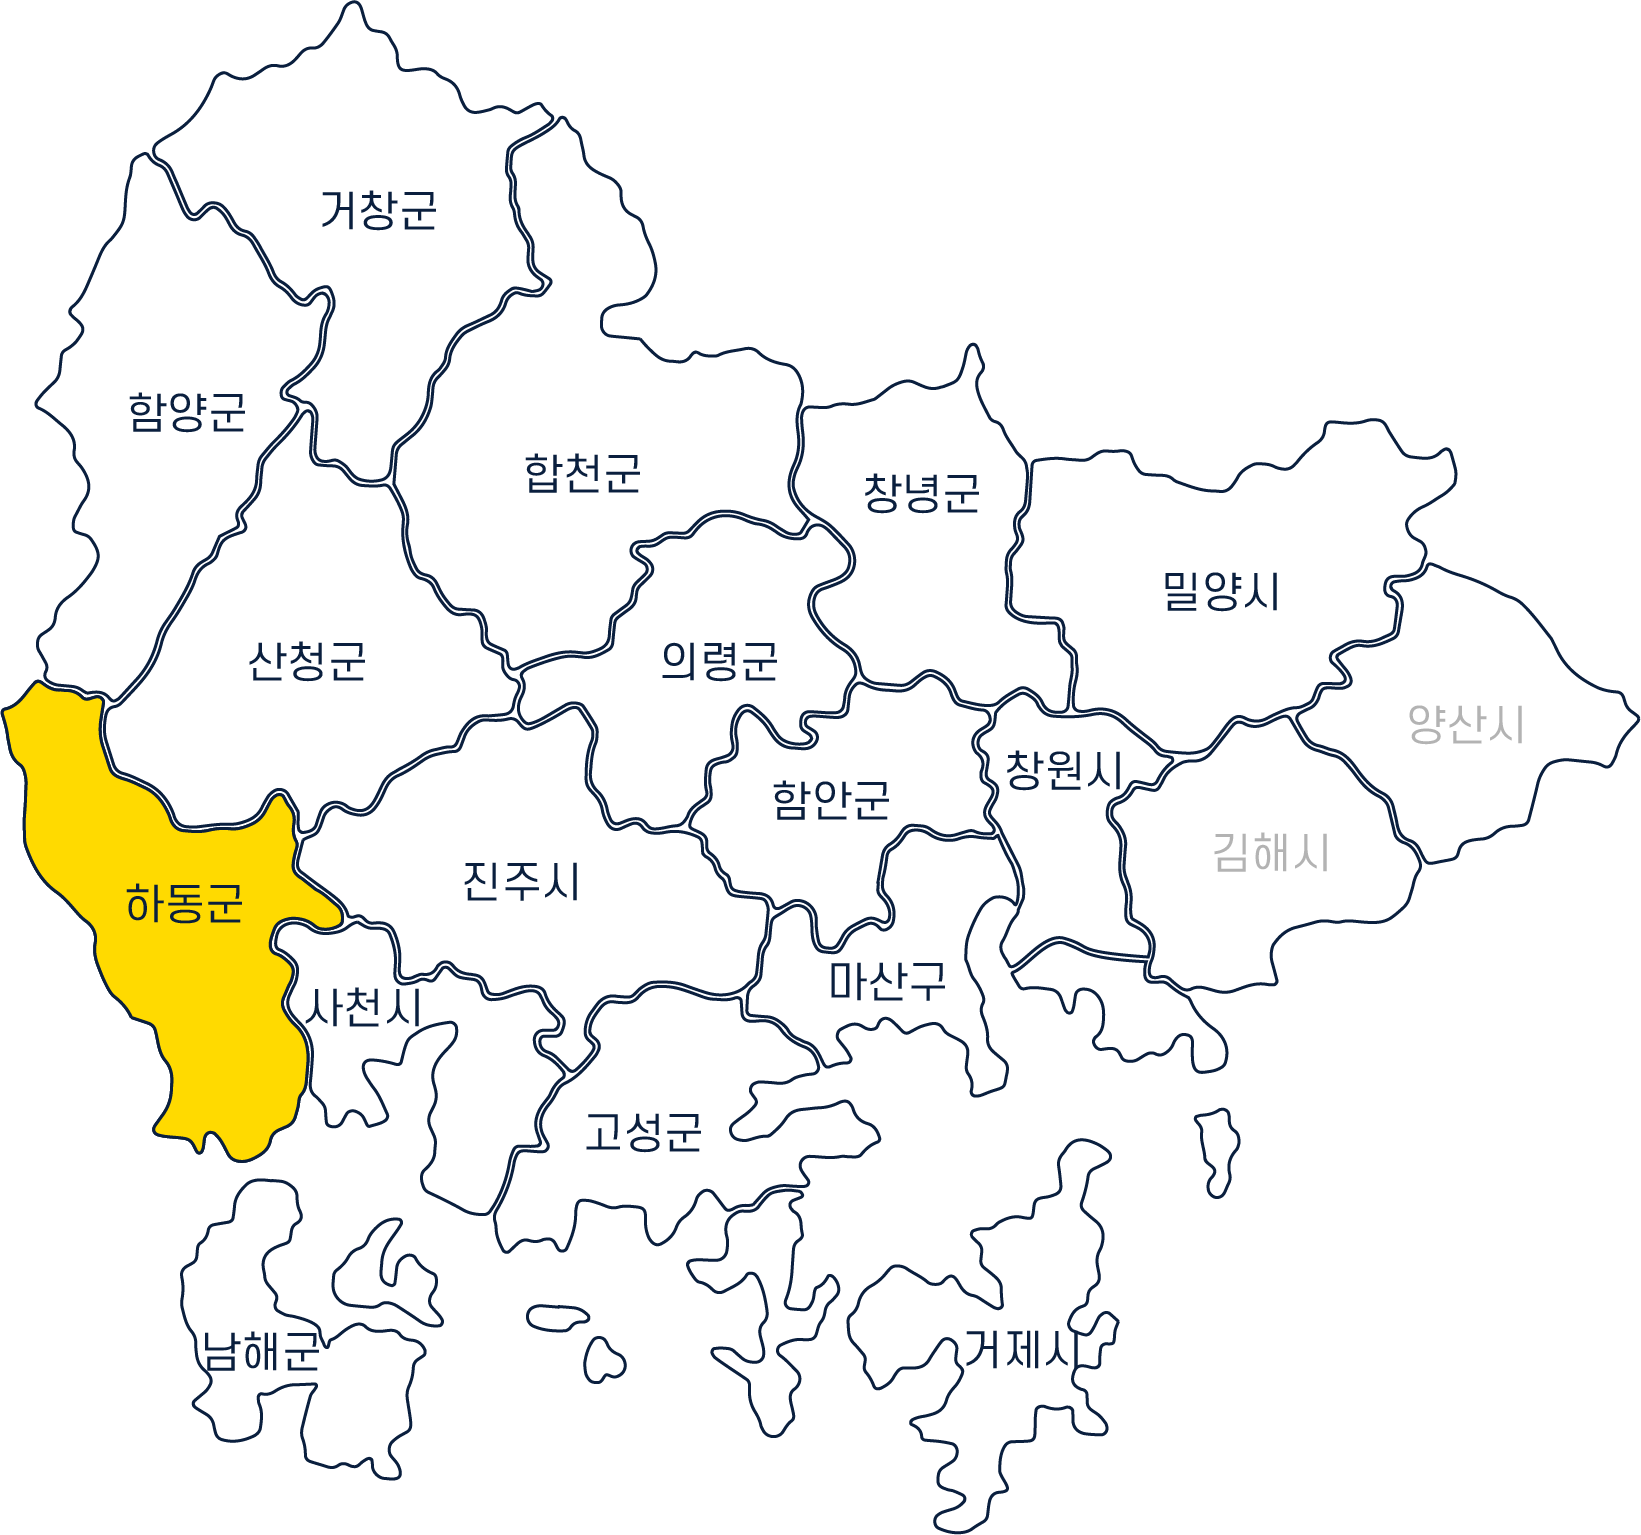 거창군
함양군
합천군
창녕군
밀양시
산청군
의령군
양산시
창원시
함안군
김해시
진주시
하동군
마산구
사천시
고성군
남해군
거제시